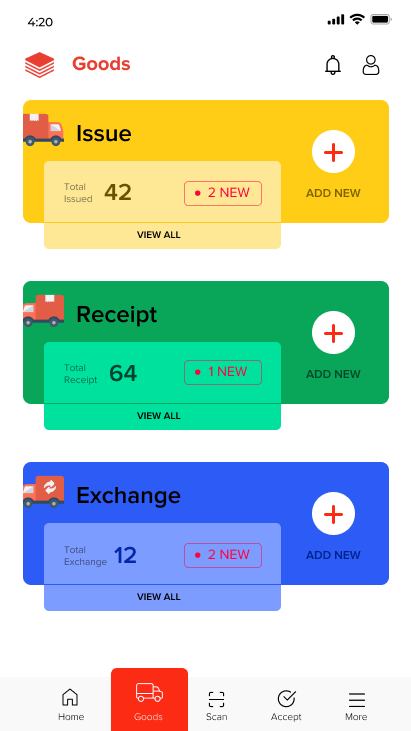 4:20
Goods
Issue
Total
Issued
42
2 NEW
ADD NEW
VIEW ALL
Receipt
Total
Receipt
64
1 NEW
ADD NEW
VIEW ALL
Exchange
Total
Exchange
12
2 NEW
ADD NEW
VIEW ALL
Home
Goods
Scan
Accept
More